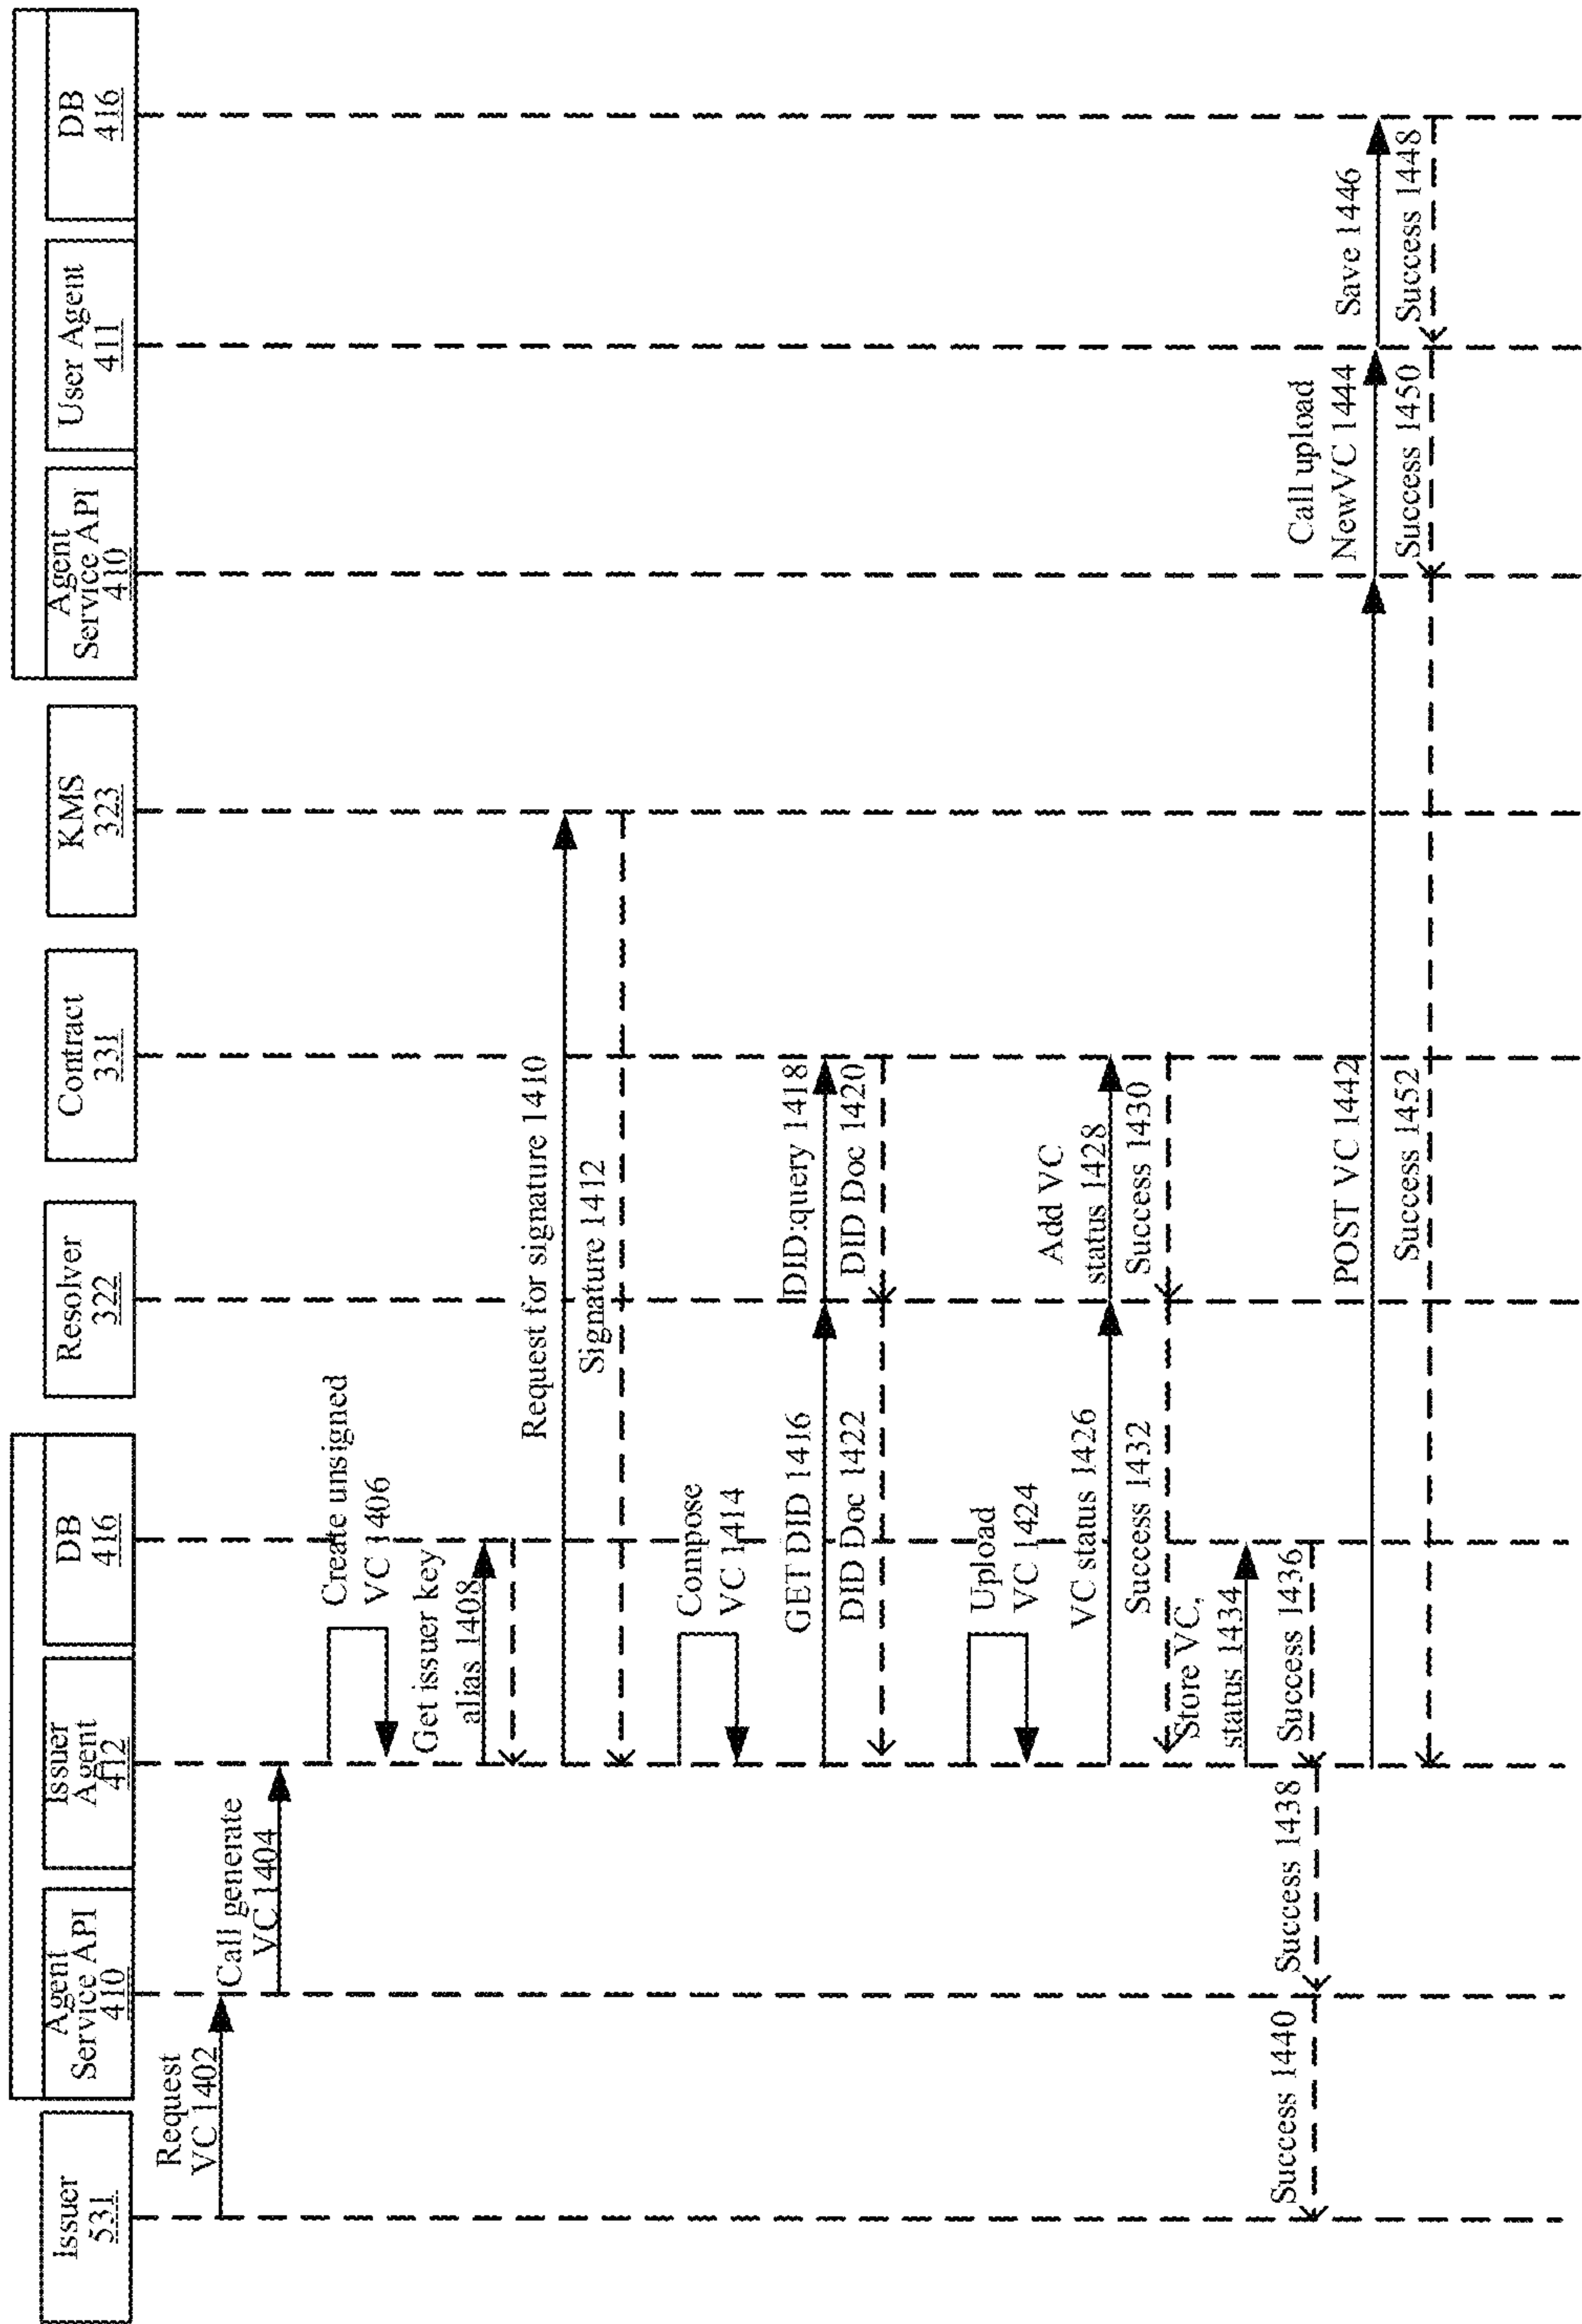 Issuer
531
Agent
Service API
410
Issuer
Agent
412
DB
416
Resolver
322
Contract
331
KMS
323
Agent
Service API
410
User Agent
411
DB
416
Request
VC 1402
Call generate
VC 1404
Create unsigned
VC 1406
Get issuer key
alias 1408
Request for signature 1410
Signature 1412
Compose
VC 1414
GET DID 1416
DID:query 1418
DID Doc 1420
DID Doc 1422
Upload
VC 1424
VC status 1426
Add VC
status 1428
Success 1430
Success 1432
Store VC,
status 1434
Success 1436
Success 1438
Success 1440
POST VC 1442
Call upload
NewVC 1444
Save 1446
Success 1448
Success 1450
Success 1452